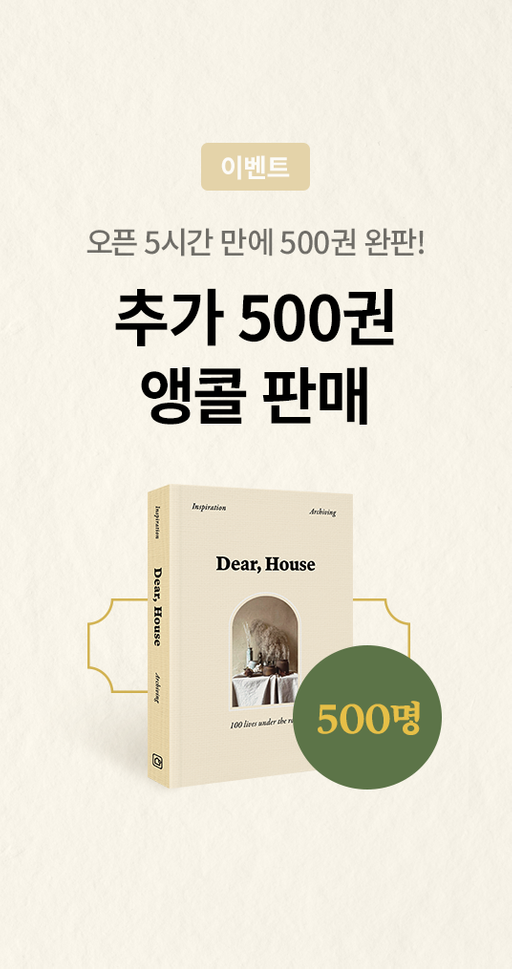 이벤트
오픈 5시간 만에 500권 완판!
추가 500권
앵콜 판매
Inspiration
Archiving
Dear, House
100 lives under the
Inspiration
Dear, House
Archiving
500명